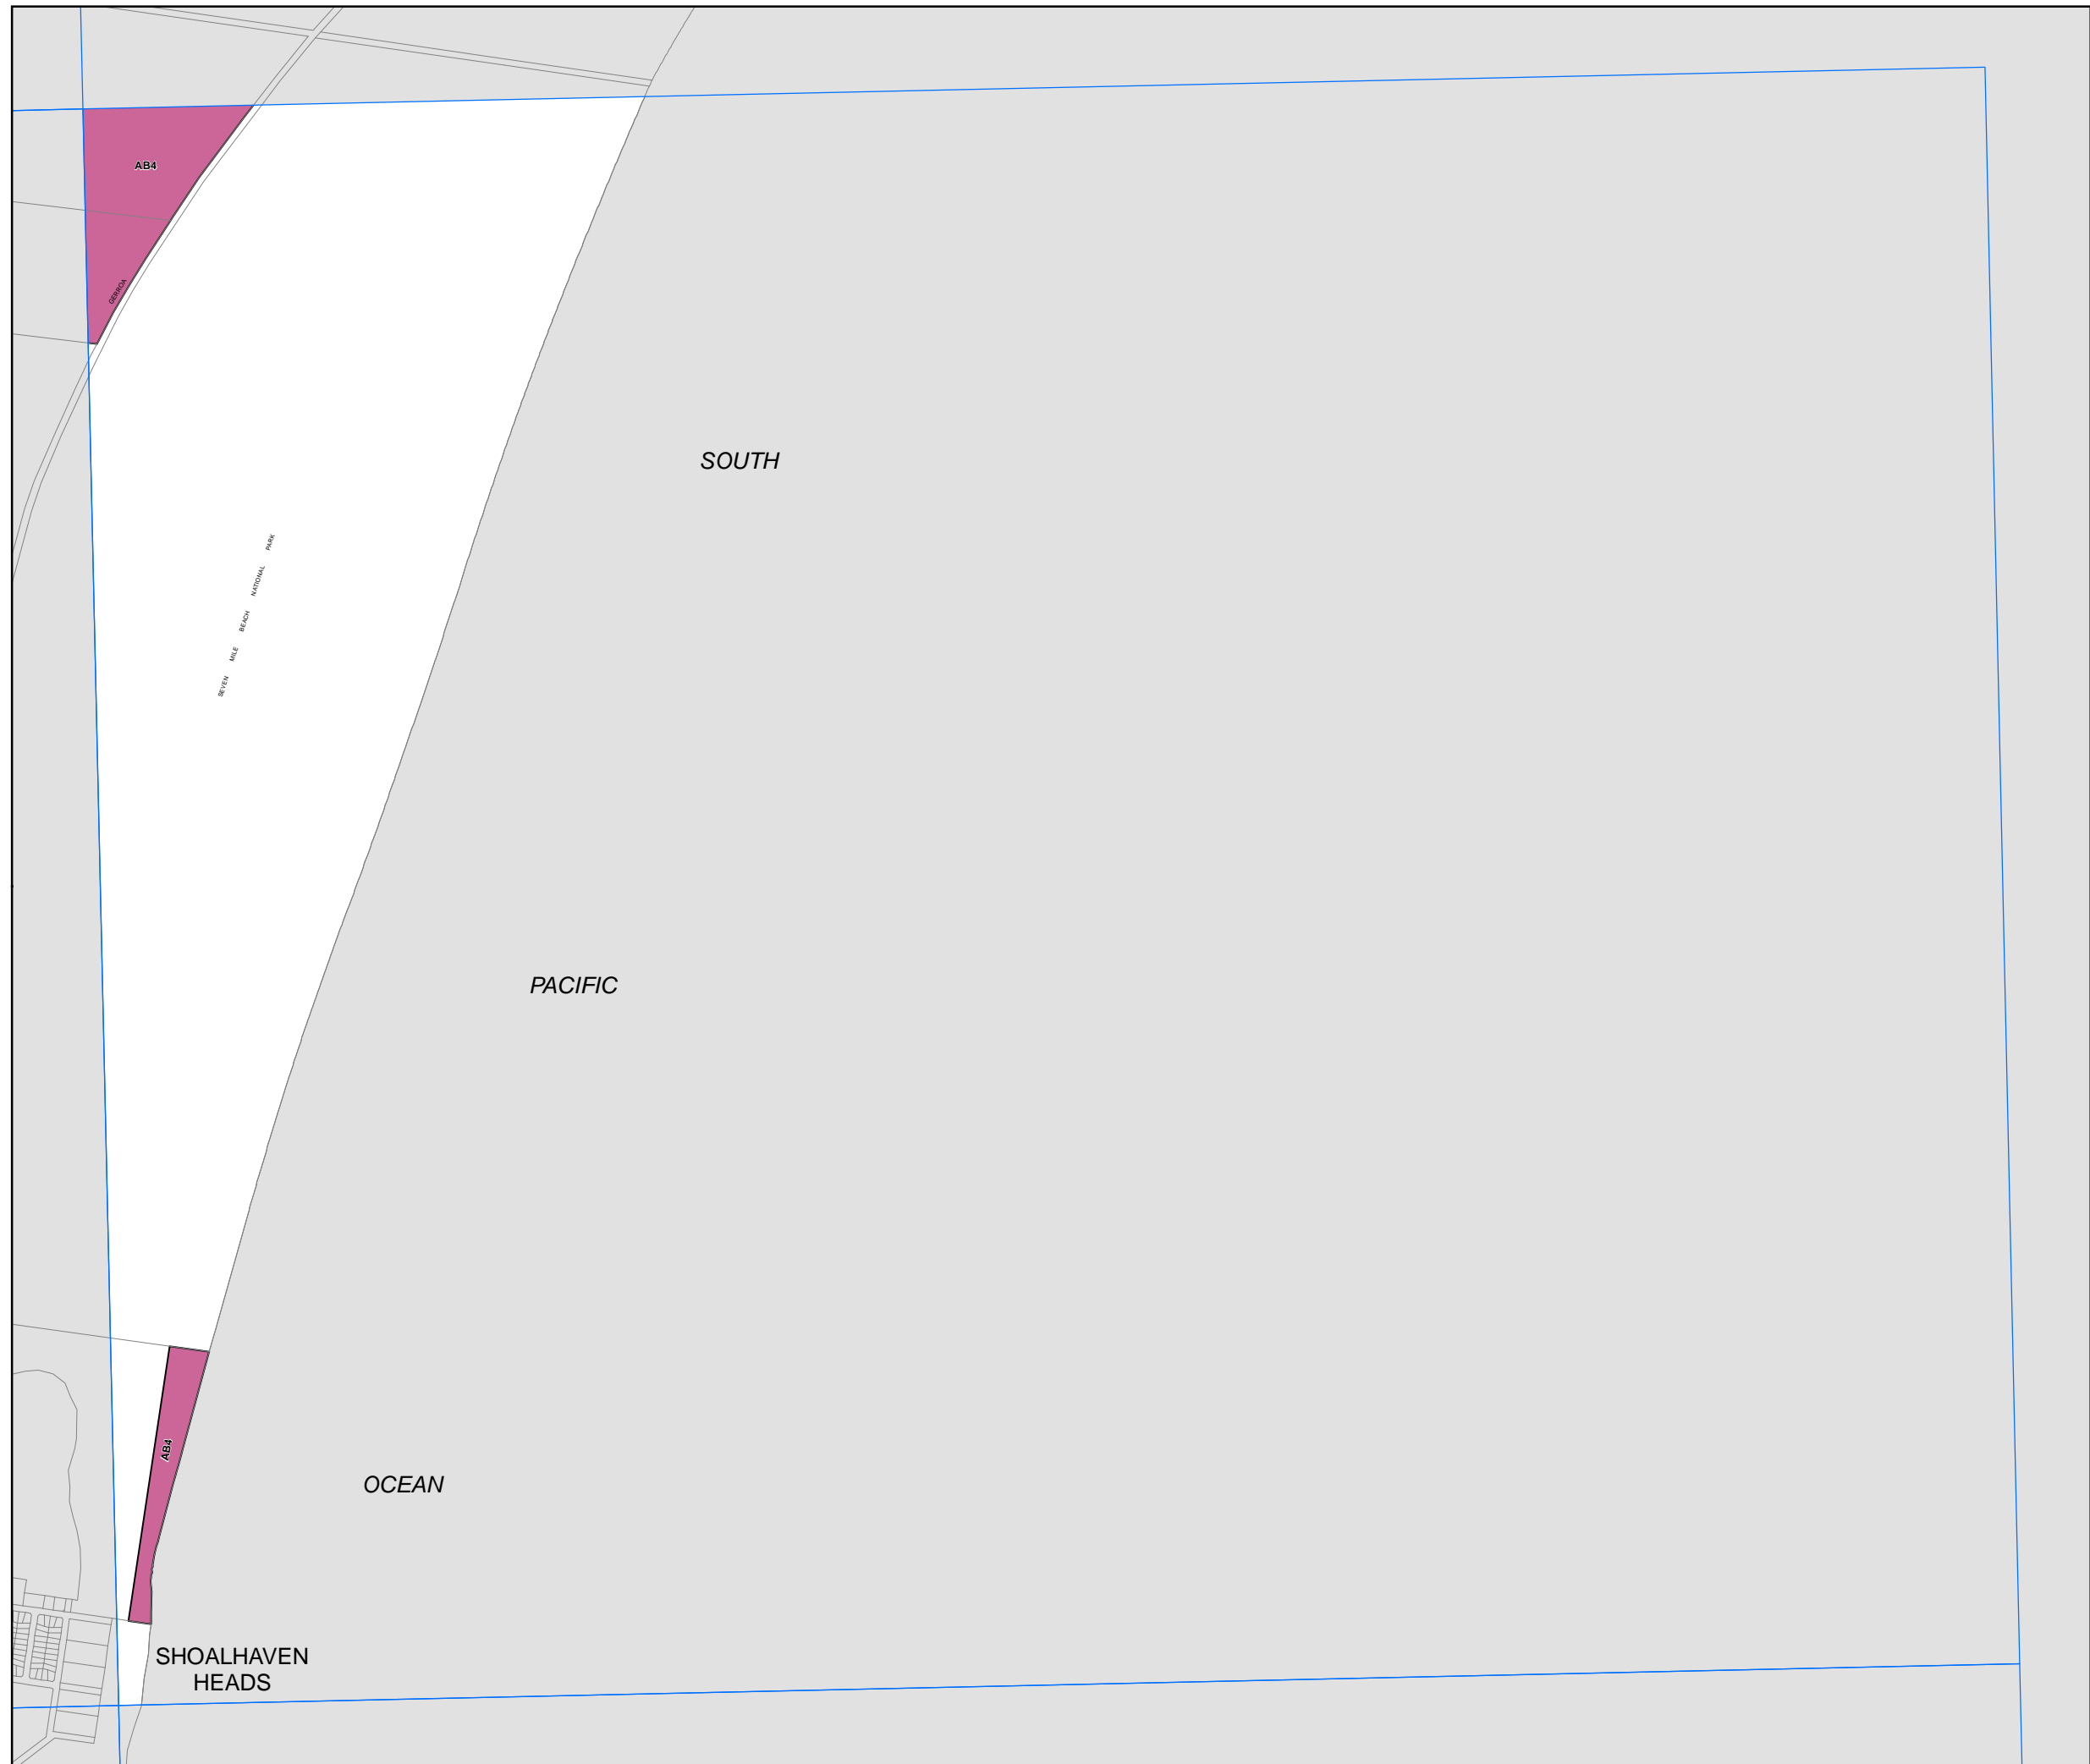 AB4
GERROA
SOUTH
SEVEN MILE BEACH NATIONAL PARK
PACIFIC
AB4
OCEAN
SHOALHAVEN
HEADS